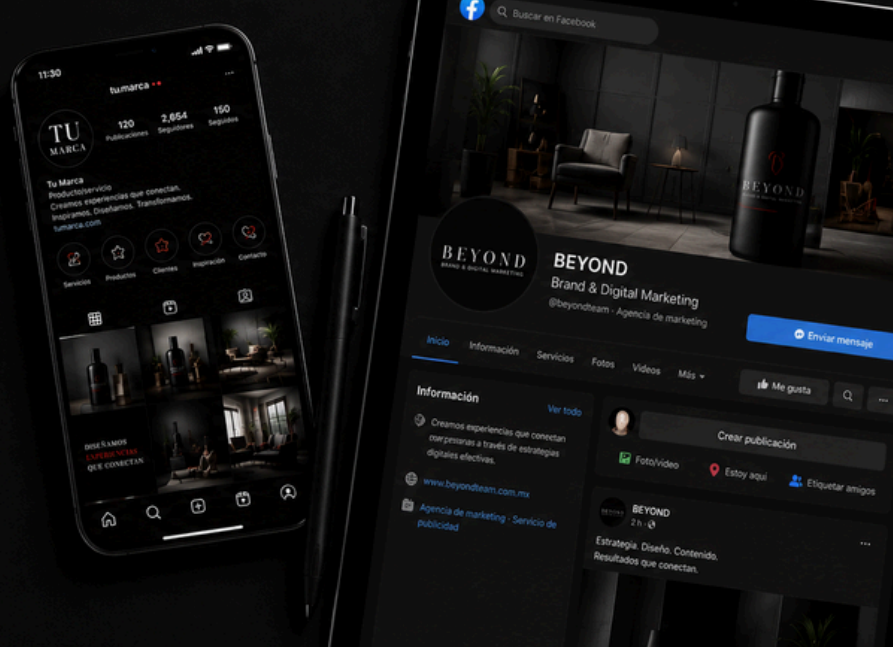 11:30
tu.marca
TU
MARCA
120
Publicaciones
2,654
Seguidores
150
Seguidos
Tu Marca
Producto/servicio
Creamos experiencias que conectan.
Inspiramos, Diseñamos. Transformamos.
tumarca.com
Servicios
Productos
Clientes
Inspiración
Contacto
DISEÑAMOS
EXPERIENCIAS
QUE CONECTAN
Buscar en Facebook
BEYOND
BRAND & DIGITAL MARKETING
BEYOND
BRAND & DIGITAL MARKETING
BEYOND
Brand & Digital Marketing
@beyondteam · Agencia de marketing
Enviar mensaje
Inicio
Información
Servicios
Fotos
Videos
Más
Me gusta
Información
Ver todo
Creamos experiencias que conectan
a través de estrategias
digitales efectivas.
www.beyondteam.com.mx
Agencia de marketing · Servicio de
publicidad
Crear publicación
Foto/video
Estoy aquí
Etiquetar amigos
BEYOND
BEYOND
2 h
Estrategia. Diseño. Contenido.
Resultados que conectan.